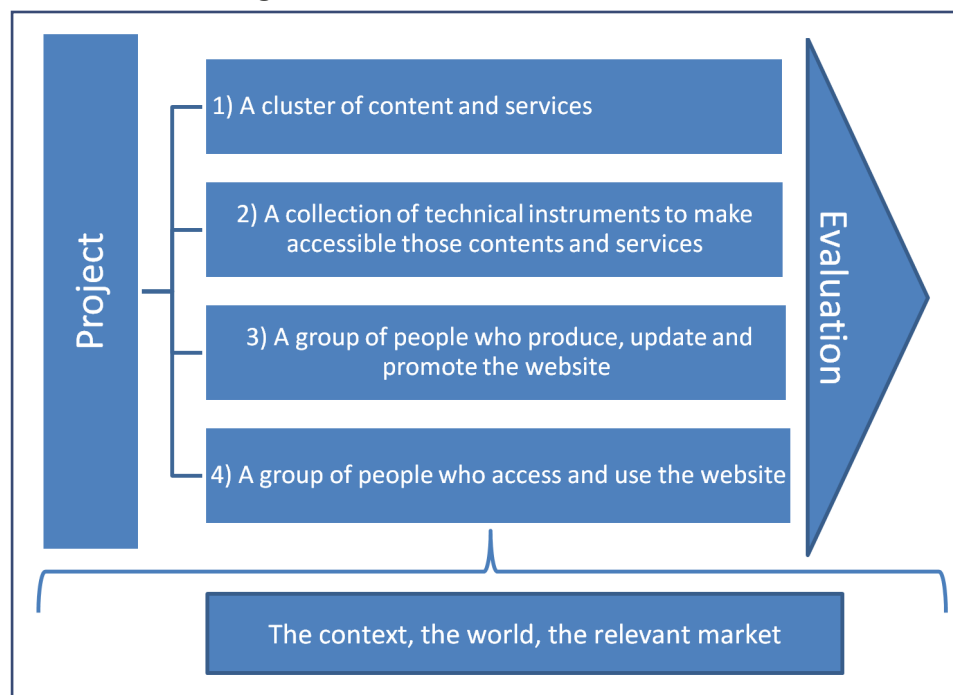 Project
1) A cluster of content and services
2) A collection of technical instruments to make
accessible those contents and services
3) A group of people who produce, update and
promote the website
4) A group of people who access and use the website
Evaluation
The context, the world, the relevant market